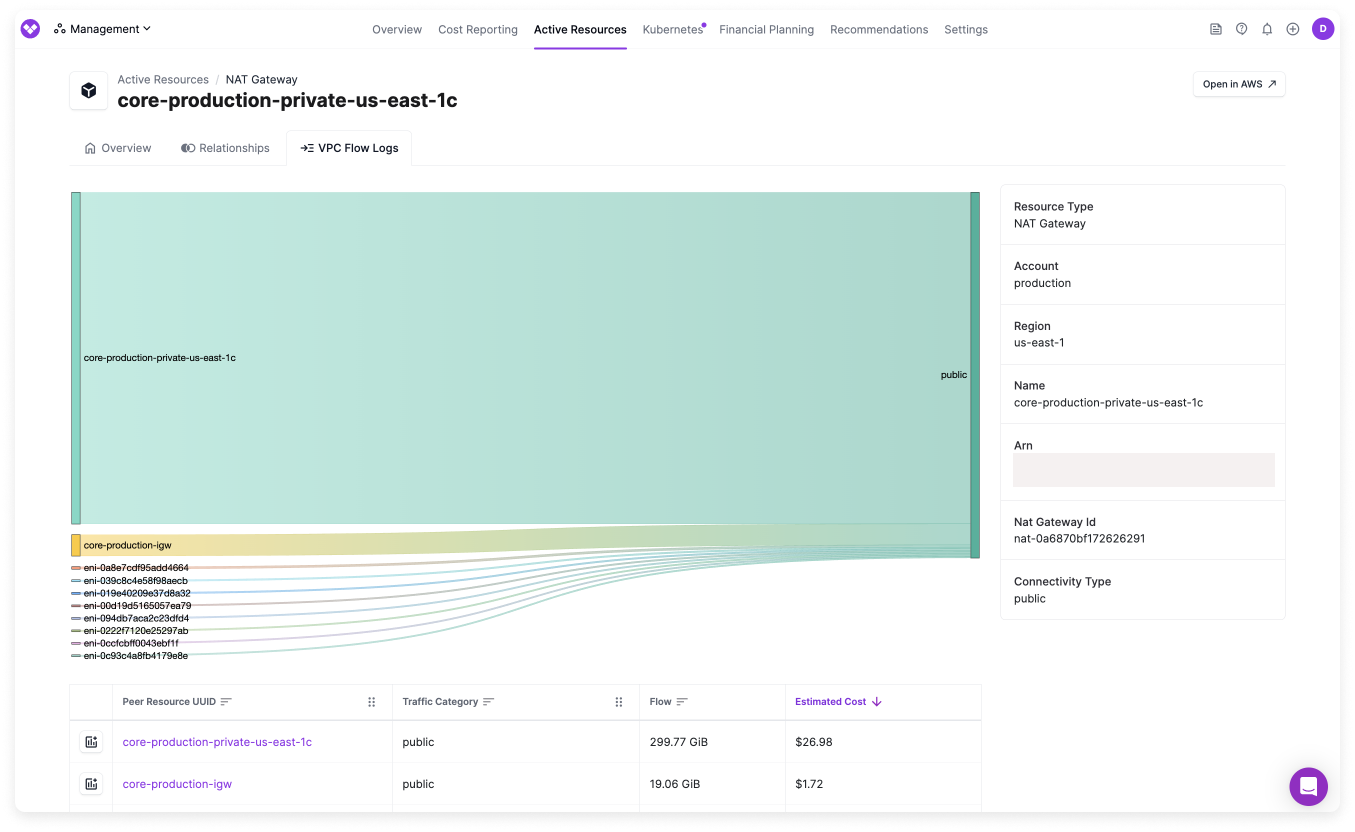 Management
Overview
Cost Reporting
Active Resources
Kubernetes
Financial Planning
Recommendations
Settings
D
Active Resources / NAT Gateway
core-production-private-us-east-1c
Open in AWS
Overview
Relationships
VPC Flow Logs
core-production-private-us-east-1c
public
core-production-igw
eni-0a8e7cdf95add4664
eni-039c8c4e58f98aecb
eni-019e40209e37d8a32
eni-00d19d5165057ea79
eni-094db7aca2c23dfd4
eni-0222f7120e25297ab
eni-0ccfcbff0043ebf1f
eni-0c93c4a8fb4179e8e
Resource Type
NAT Gateway
Account
production
Region
us-east-1
Name
core-production-private-us-east-1c
Arn
Nat Gateway Id
nat-0a6870bf172626291
Connectivity Type
public
Peer Resource UUID
Traffic Category
Flow
Estimated Cost
core-production-private-us-east-1c
public
299.77 GiB
$26.98
core-production-igw
public
19.06 GiB
$1.72